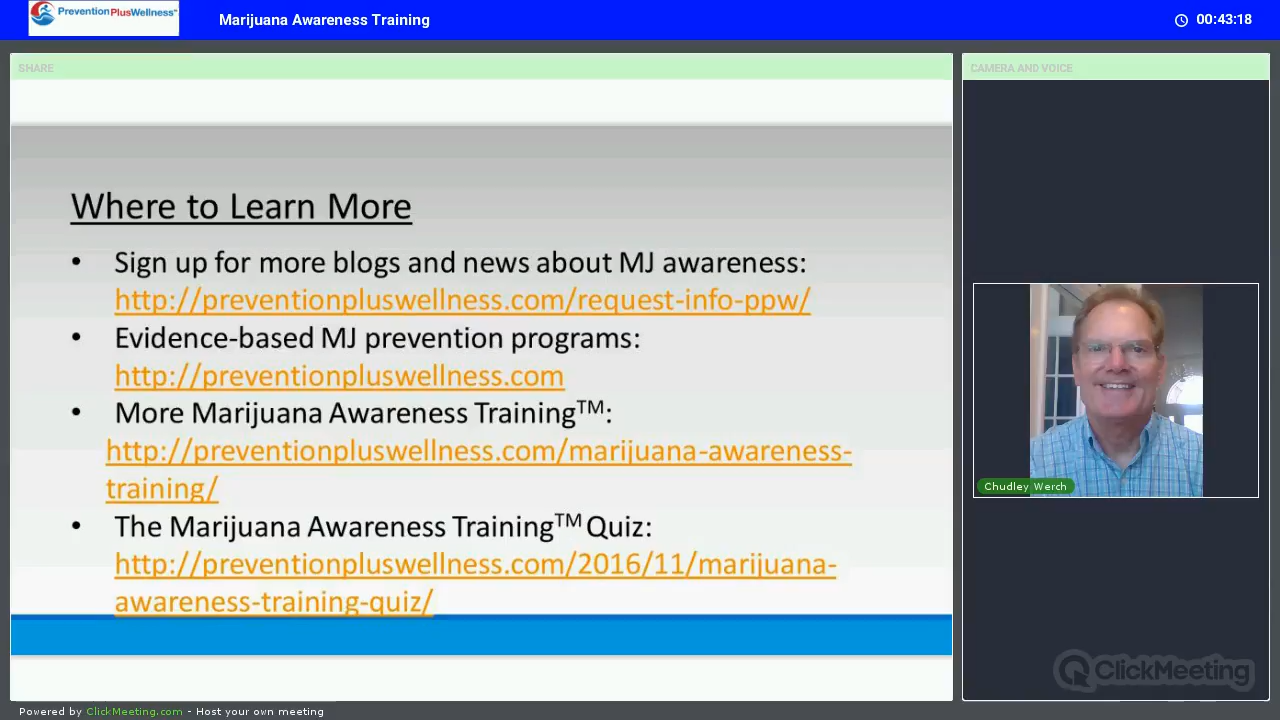 PreventionPlusWellness™
Marijuana Awareness Training
00:43:18
SHARE
CAMERA AND VOICE
Where to Learn More
• Sign up for more blogs and news about MJ awareness:
http://preventionpluswellness.com/request-info-ppw/
• Evidence-based MJ prevention programs:
http://preventionpluswellness.com
• More Marijuana Awareness Training™:
http://preventionpluswellness.com/marijuana-awareness-
training/
• The Marijuana Awareness Training™ Quiz:
http://preventionpluswellness.com/2016/11/marijuana-
awareness-training-quiz/
Chudley Werch
ClickMeeting
Powered by ClickMeeting.com - Host your own meeting